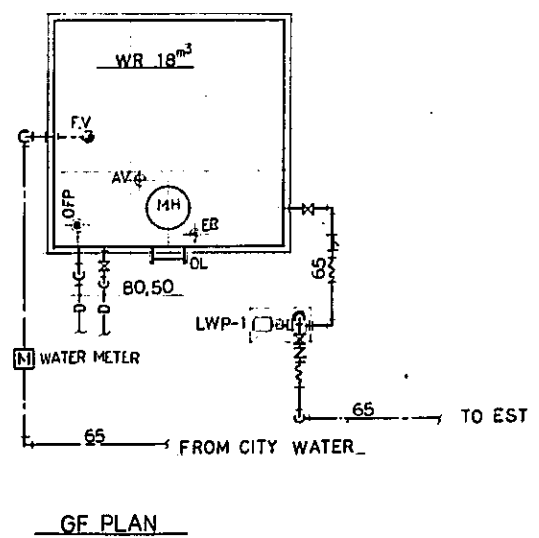 WR 18m³
F.V
AV
MH
OFP
ER
OL
80,50
65
LWP-1
M WATER METER
65
TO EST
65
FROM CITY WATER
GF PLAN